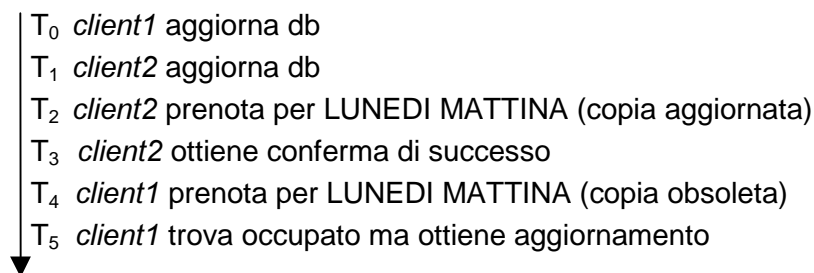 T₀ client1 aggiorna db
T₁ client2 aggiorna db
T₂ client2 prenota per LUNEDI MATTINA (copia aggiornata)
T₃ client2 ottiene conferma di successo
T₄ client1 prenota per LUNEDI MATTINA (copia obsoleta)
T₅ client1 trova occupato ma ottiene aggiornamento